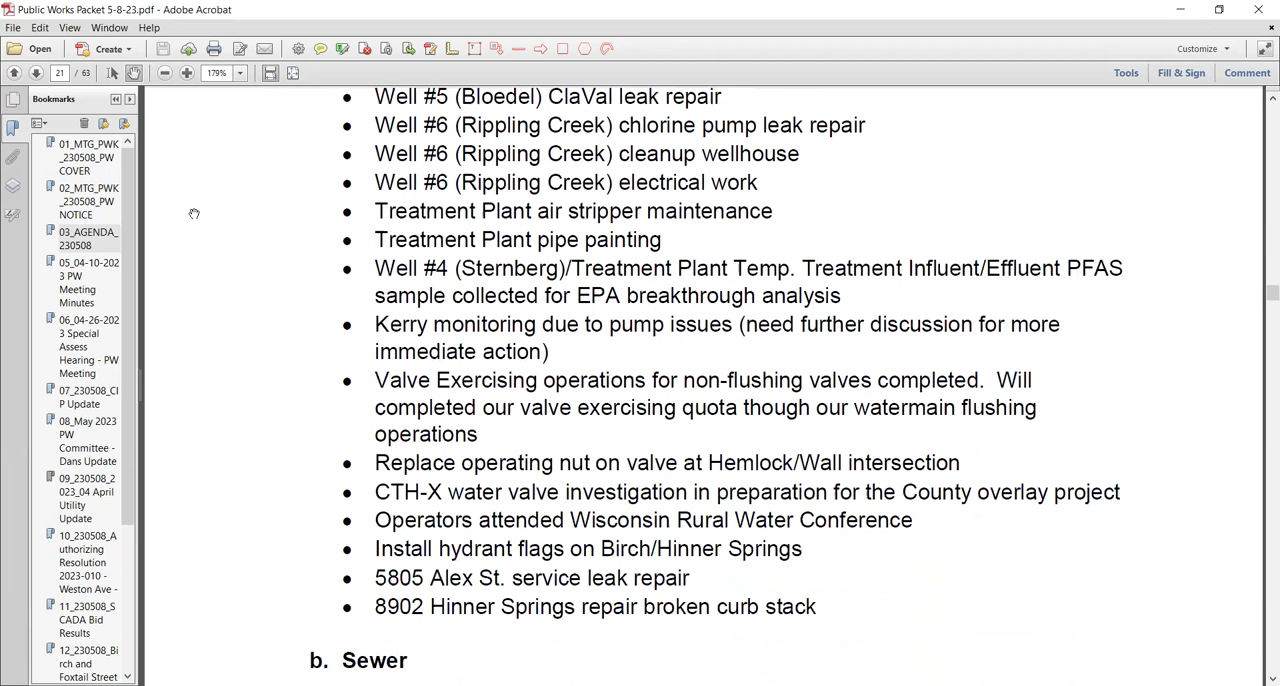 Public Works Packet 5-8-23.pdf - Adobe Acrobat
File Edit View Window Help
Open Create Customize
21 / 63 179% Tools Fill & Sign Comment
Bookmarks
01_MTG_PWK
_230508_PW
COVER
02_MTG_PWK
_230508_PW
NOTICE
03_AGENDA_
230508
05_04-10-202
3 PW
Meeting
Minutes
06_04-26-202
3 Special
Assess
Hearing - PW
Meeting
07_230508_CI
P Update
08_May 2023
PW
Committee -
Dans Update
09_230508_2
023_04 April
Utility
Update
10_230508_A
uthorizing
Resolution
2023-010 -
Weston Ave -
11_230508_S
CADA Bid
Results
12_230508_Bi
rch and
Foxtail Street
• Well #5 (Bloedel) ClaVal leak repair
• Well #6 (Rippling Creek) chlorine pump leak repair
• Well #6 (Rippling Creek) cleanup wellhouse
• Well #6 (Rippling Creek) electrical work
• Treatment Plant air stripper maintenance
• Treatment Plant pipe painting
• Well #4 (Sternberg)/Treatment Plant Temp. Treatment Influent/Effluent PFAS
sample collected for EPA breakthrough analysis
• Kerry monitoring due to pump issues (need further discussion for more
immediate action)
• Valve Exercising operations for non-flushing valves completed. Will
completed our valve exercising quota though our watermain flushing
operations
• Replace operating nut on valve at Hemlock/Wall intersection
• CTH-X water valve investigation in preparation for the County overlay project
• Operators attended Wisconsin Rural Water Conference
• Install hydrant flags on Birch/Hinner Springs
• 5805 Alex St. service leak repair
• 8902 Hinner Springs repair broken curb stack
b. Sewer